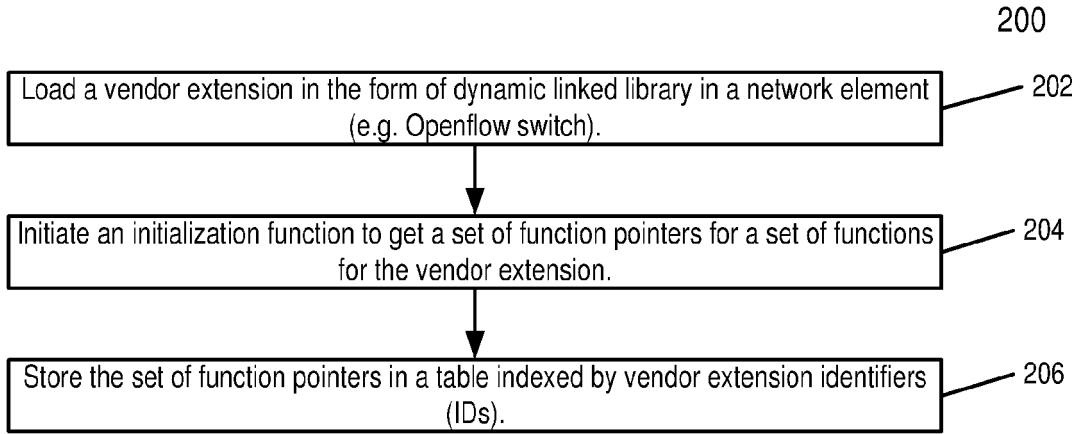 200
Load a vendor extension in the form of dynamic linked library in a network element
(e.g. Openflow switch).
202
Initiate an initialization function to get a set of function pointers for a set of functions
for the vendor extension.
204
Store the set of function pointers in a table indexed by vendor extension identifiers
(IDs).
206